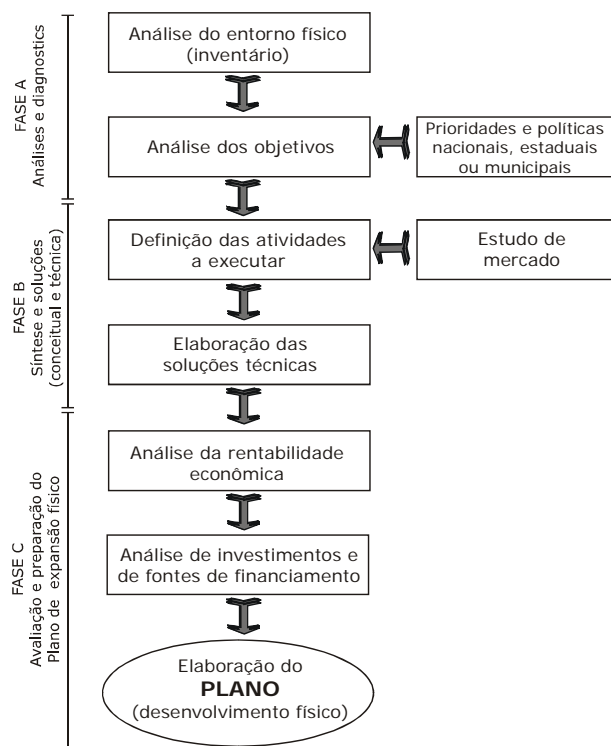 FASE A
Análises e diagnostics
Análise do entorno físico
(inventário)
Análise dos objetivos
Prioridades e políticas
nacionais, estaduais
ou municipais
FASE B
Síntese e soluções
(conceitual e técnica)
Definição das atividades
a executar
Estudo de
mercado
Elaboração das
soluções técnicas
FASE C
Avaliação e preparação do
Plano de expansão físico
Análise da rentabilidade
econômica
Análise de investimentos e
de fontes de financiamento
Elaboração do
PLANO
(desenvolvimento físico)